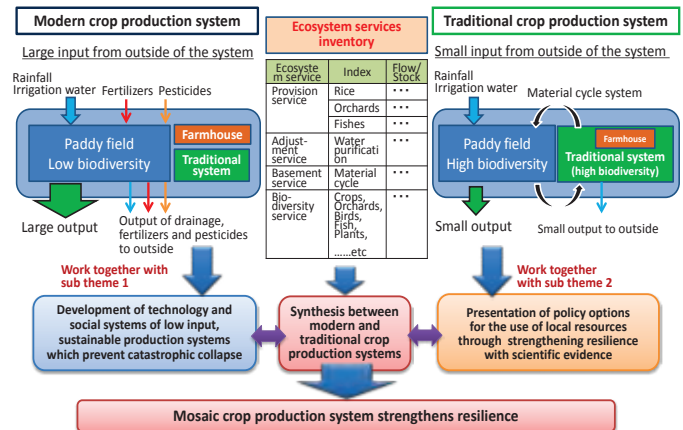 Modern crop production system
Large input from outside of the system
Rainfall
Irrigation water
Fertilizers
Pesticides
Paddy field
Low biodiversity
Farmhouse
Traditional
system
Large output
Output of drainage,
fertilizers and pesticides
to outside
Ecosystem services
inventory
Ecosyste
m service
Index
Flow/
Stock
Provision
service
Rice
• • •
Orchards
• • •
Fishes
• • •
Adjust-
ment
service
Water
purificati
on
• • •
Basement
service
Material
cycle
• • •
Bio-
diversity
service
Crops,
Orchards,
Birds,
Fish,
Plants,
......etc
• • •
Traditional crop production system
Small input from outside of the system
Rainfall
Irrigation water
Material cycle system
Paddy field
High biodiversity
Farmhouse
Traditional system
(high biodiversity)
Small output
Small output to outside
Work together with
sub theme 1
Work together
with sub theme 2
Development of technology and
social systems of low input,
sustainable production systems
which prevent catastrophic collapse
Synthesis between
modern and
traditional crop
production systems
Presentation of policy options
for the use of local resources
through strengthening resilience
with scientific evidence
Mosaic crop production system strengthens resilience